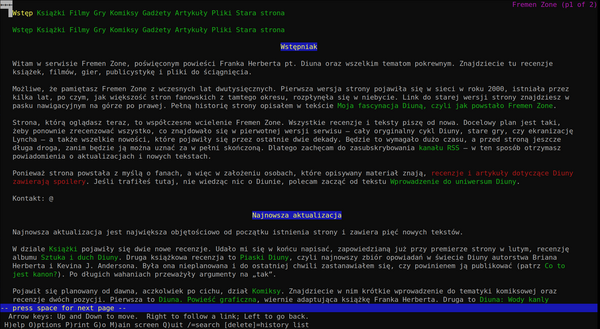 Fremen Zone (p1 of 2)
Wstęp Książki Filmy Gry Komiksy Gadżety Artykuły Pliki Stara strona
Wstęp Książki Filmy Gry Komiksy Gadżety Artykuły Pliki Stara strona
Wstępniak
Witam w serwisie Fremen Zone, poświęconym powieści Franka Herberta pt. Diuna oraz wszelkim tematom pokrewnym. Znajdziecie tu recenzje
książek, filmów, gier, publicystykę i pliki do ściągnięcia.
Możliwe, że pamiętasz Fremen Zone z wczesnych lat dwutysięcznych. Pierwsza wersja strony pojawiła się w sieci w roku 2000, istniała przez
kilka lat, po czym, jak większość stron fanowskich z tamtego okresu, rozpłynęła się w niebycie. Link do starej wersji strony znajdziesz w
pasku nawigacyjnym na górze po prawej. Pełną historię strony opisałem w tekście Moja fascynacja Diuną, czyli jak powstało Fremen Zone.
Strona, którą oglądasz teraz, to współczesne wcielenie Fremen Zone. Wszystkie recenzje i teksty piszę od nowa. Docelowy plan jest taki,
żeby ponownie zrecenzować wszystko, co znajdowało się w pierwotnej wersji serwisu – cały oryginalny cykl Diuny, stare gry, czy ekranizację
Lyncha – a także wszelkie nowości, które pojawiły się przez ostatnie dwie dekady. Będzie to wymagało dużo czasu, a przed stroną jeszcze
długa droga, zanim będzie ją można uznać za w pełni skończoną. Dlatego zachęcam do zasubskrybowania kanału RSS – w ten sposób otrzymasz
powiadomienia o aktualizacjach i nowych tekstach.
Ponieważ strona powstała z myślą o fanach, a więc w założeniu osobach, które opisywany materiał znają, recenzje i artykuły dotyczące Diuny
zawierają spoilery. Jeśli trafiłeś tutaj, nie wiedząc nic o Diunie, polecam zacząć od tekstu Wprowadzenie do uniwersum Diuny.
Kontakt: @
Najnowsza aktualizacja
Najnowsza aktualizacja jest największą objętościowo od początku istnienia strony i zawiera pięć nowych tekstów.
W dziale Książki pojawiły się dwie nowe recenzje. Udało mi się w końcu napisać, zapowiedzianą już przy premierze strony w lutym, recenzję
albumu Sztuka i duch Diuny. Druga książkowa recenzja to Piaski Diuny, czyli najnowszy zbiór opowiadań w świecie Diuny autorstwa Briana
Herberta i Kevina J. Andersona. Była ona nieplanowana i do ostatniej chwili zastanawiałem się, czy powinienem ją publikować (patrz Co to
jest kanon?). Po długich wahaniach przeważyły argumenty na „tak”.
Pojawił się planowany od dawna, aczkolwiek po cichu, dział Komiksy. Znajdziecie w nim krótkie wprowadzenie do tematyki komiksowej oraz
recenzje dwóch pozycji. Pierwsza to Diuna. Powieść graficzna, wiernie adaptująca książkę Franka Herberta. Druga to Diuna: Wody kanly
-- press space for next page --
Arrow keys: Up and Down to move.  Right to follow a link; Left to go back.
H)elp O)ptions P)rint G)o M)ain screen Q)uit /=search [delete]=history list